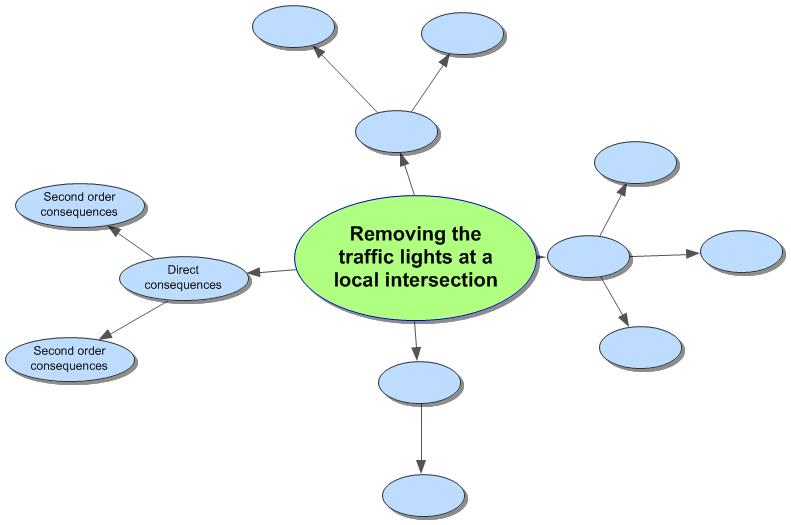 Removing the
traffic lights at a
local intersection
Second order
consequences
Direct
consequences
Second order
consequences